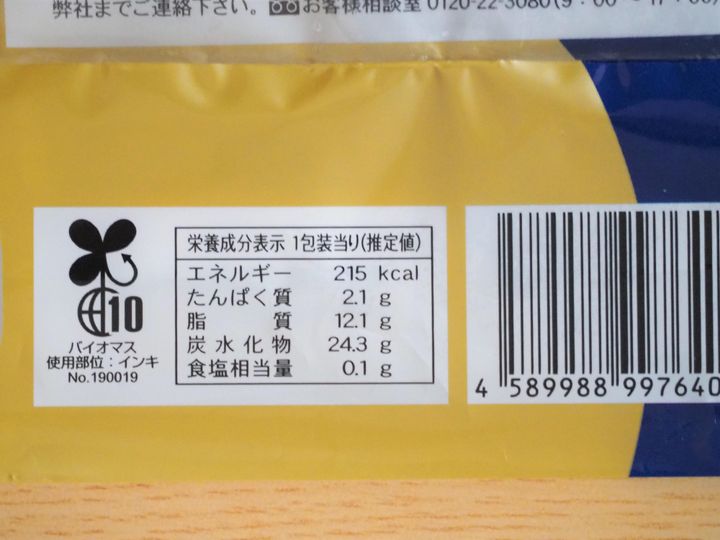 弊社までご連絡下さい。お客様相談室 0120-22-3080(9:00〜17:00)
栄養成分表示 1包装当り(推定値)
エネルギー 215 kcal
たんぱく質 2.1 g
脂質 12.1 g
炭水化物 24.3 g
食塩相当量 0.1 g
10
バイオマス
使用部位:インキ
No.190019
4 589988 997640